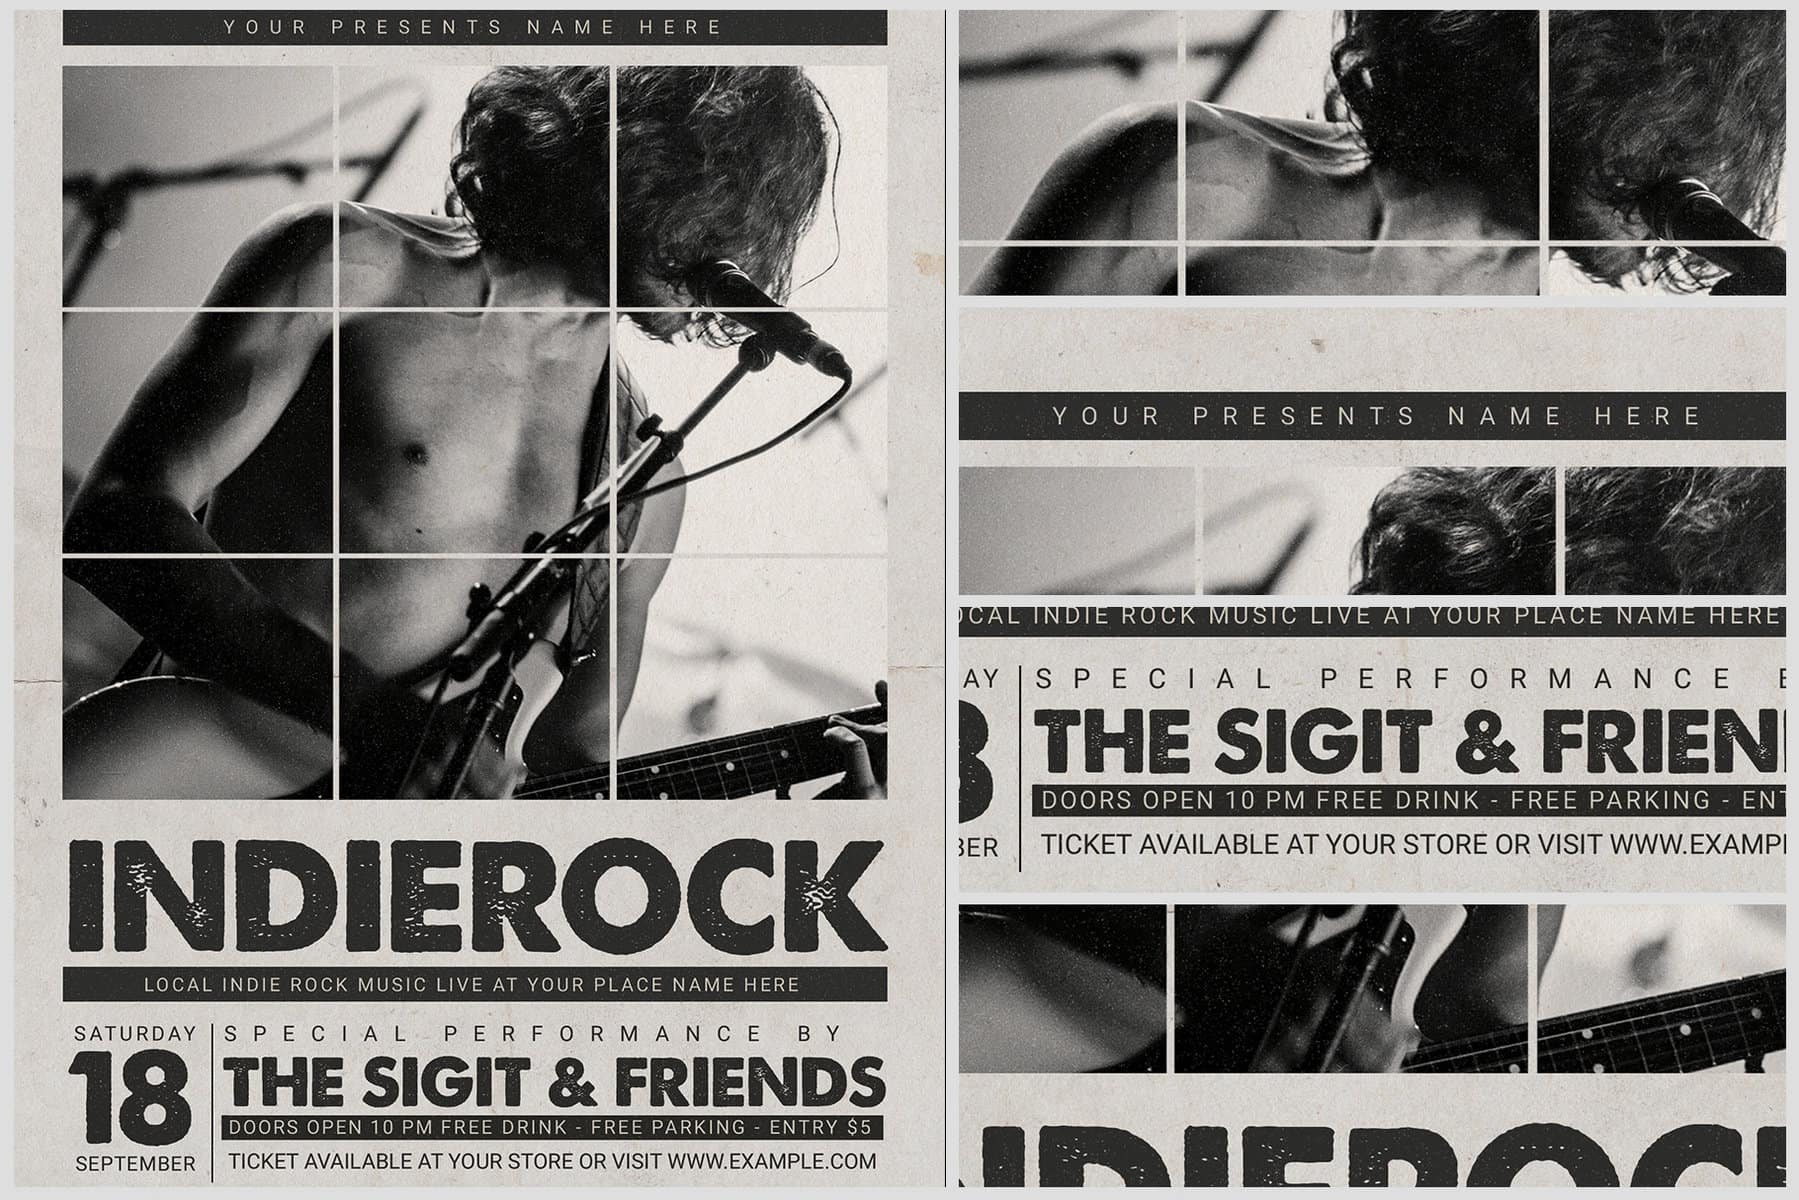 YOUR PRESENTS NAME HERE
INDIEROCK
LOCAL INDIE ROCK MUSIC LIVE AT YOUR PLACE NAME HERE
SATURDAY
18
SEPTEMBER
SPECIAL PERFORMANCE BY
THE SIGIT & FRIENDS
DOORS OPEN 10 PM FREE DRINK - FREE PARKING - ENTRY $5
TICKET AVAILABLE AT YOUR STORE OR VISIT WWW.EXAMPLE.COM
YOUR PRESENTS NAME HERE
OCAL INDIE ROCK MUSIC LIVE AT YOUR PLACE NAME HERE
AY
8
BER
SPECIAL PERFORMANCE B
THE SIGIT & FRIEN
DOORS OPEN 10 PM FREE DRINK - FREE PARKING - ENT
TICKET AVAILABLE AT YOUR STORE OR VISIT WWW.EXAMP
NDIEROCK